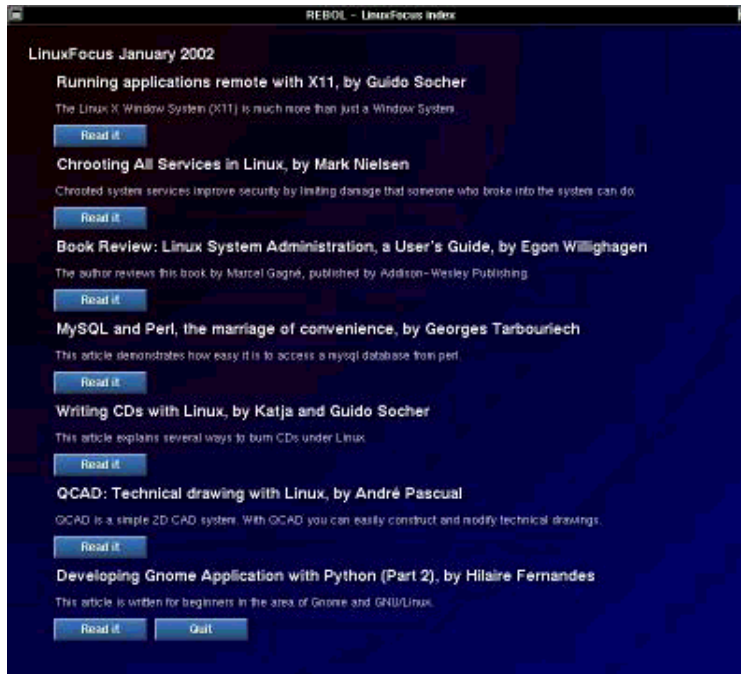 REBOL - LinuxFocus index
LinuxFocus January 2002
Running applications remote with X11, by Guido Socher
The Linux X Window System (X11) is much more than just a Window System.
Read it
Chrooting All Services in Linux, by Mark Nielsen
Chrooted system services improve security by limiting damage that someone who broke into the system can do.
Read it
Book Review: Linux System Administration, a User's Guide, by Egon Willighagen
The author reviews this book by Marcel Gagné, published by Addison-Wesley Publishing.
Read it
MySQL and Perl, the marriage of convenience, by Georges Tarbouriech
This article demonstrates how easy it is to access a mysql database from perl.
Read it
Writing CDs with Linux, by Katja and Guido Socher
This article explains several ways to burn CDs under Linux.
Read it
QCAD: Technical drawing with Linux, by André Pascual
QCAD is a simple 2D CAD system. With QCAD you can easily construct and modify technical drawings.
Read it
Developing Gnome Application with Python (Part 2), by Hilaire Fernandes
This article is written for beginners in the area of Gnome and GNU/Linux.
Read it Quit